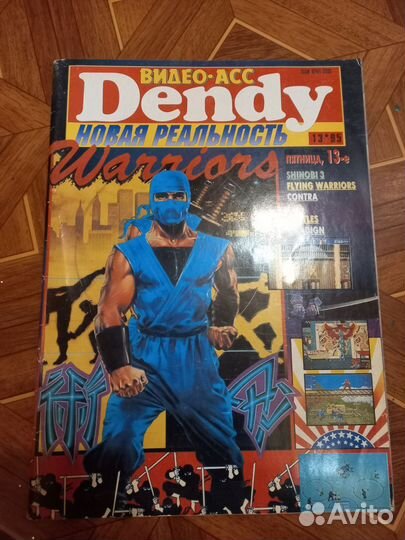 ВИДЕО-АСС
Dendy
НОВАЯ РЕАЛЬНОСТЬ
13*95
Warriors
ПЯТНИЦА, 13-е
SHINOBI 3
FLYING WARRIORS
CONTRA
Avito